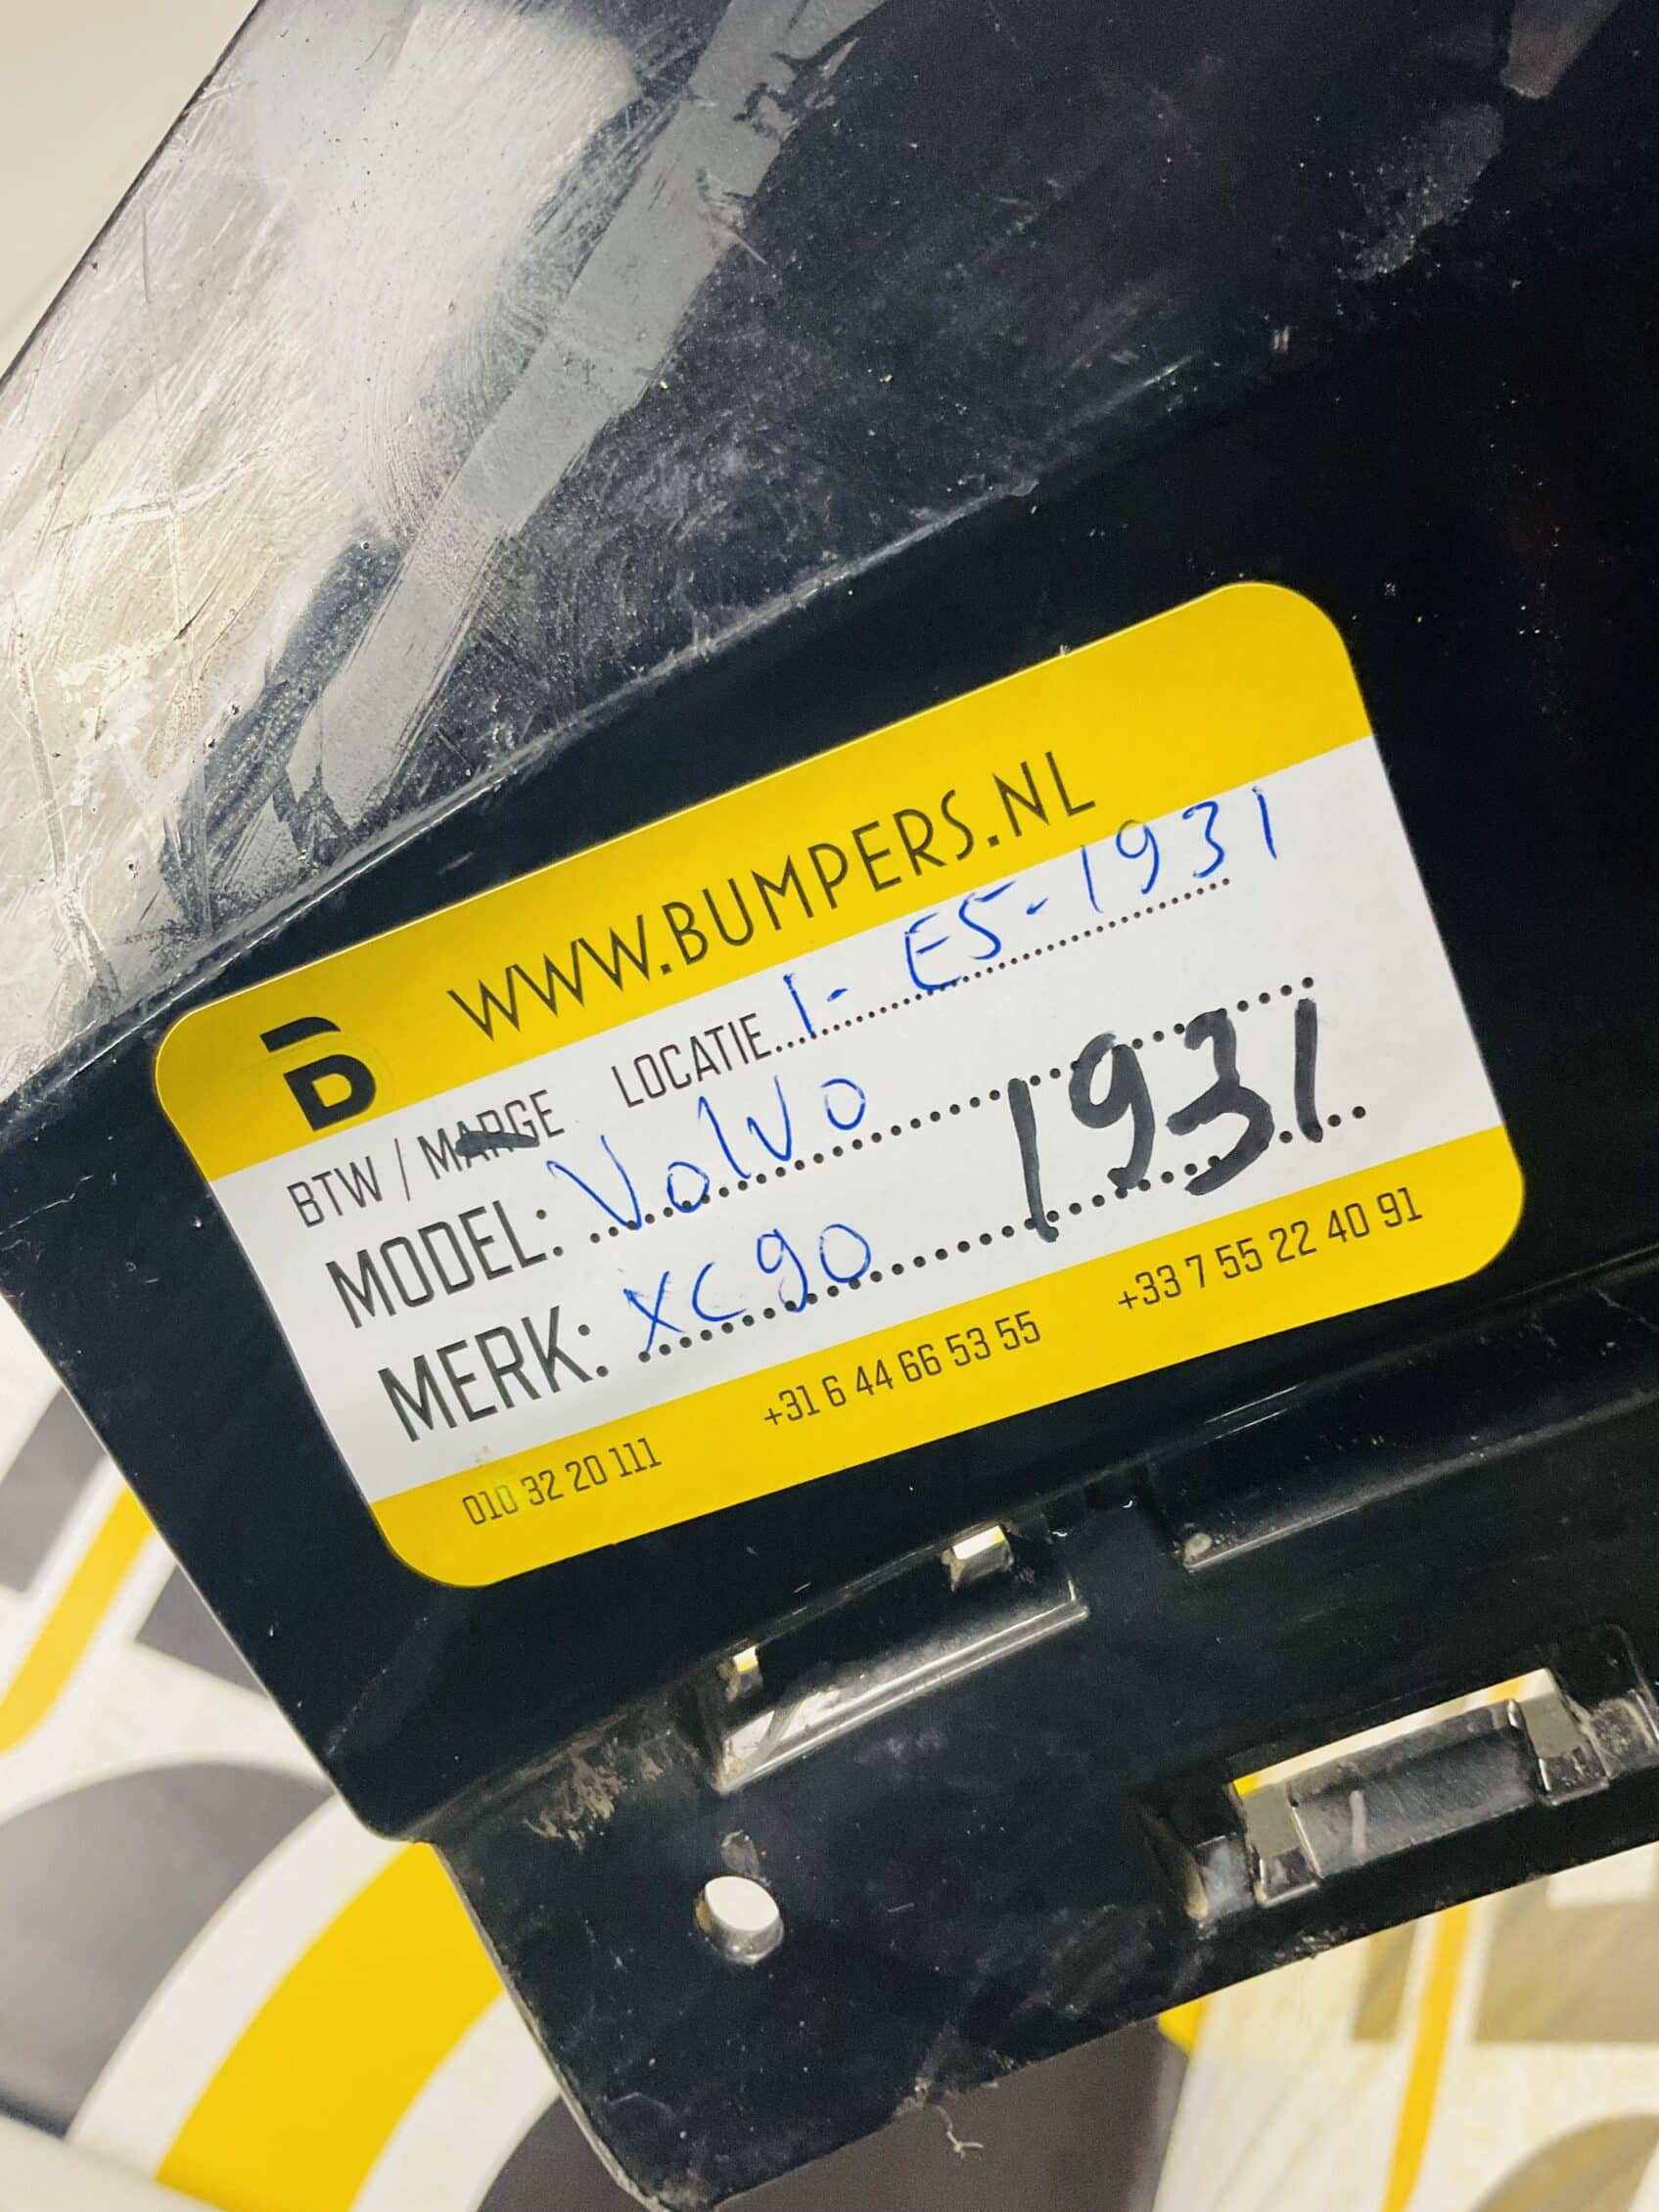 B WWW.BUMPERS.NL
BTW / MARGE LOCATIE...1- E5-1931
MODEL: Volvo
MERK: XC90
1931
010 32 20 111 +31 6 44 66 53 55 +33 7 55 22 40 91